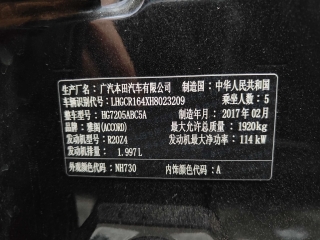 生产厂名：广汽本田汽车有限公司 制造国：中华人民共和国
车辆识别代号：LHGCR164XH8023209 乘坐人数：5
整车型号：HG7205ABC5A 制造年月：2017年02月
品牌：雅阁(ACCORD) 最大允许总质量：1920kg
发动机型号：R20Z4 发动机最大净功率：114kW
发动机排量：1.997L
外观颜色代码：NH730 内饰颜色代码：A